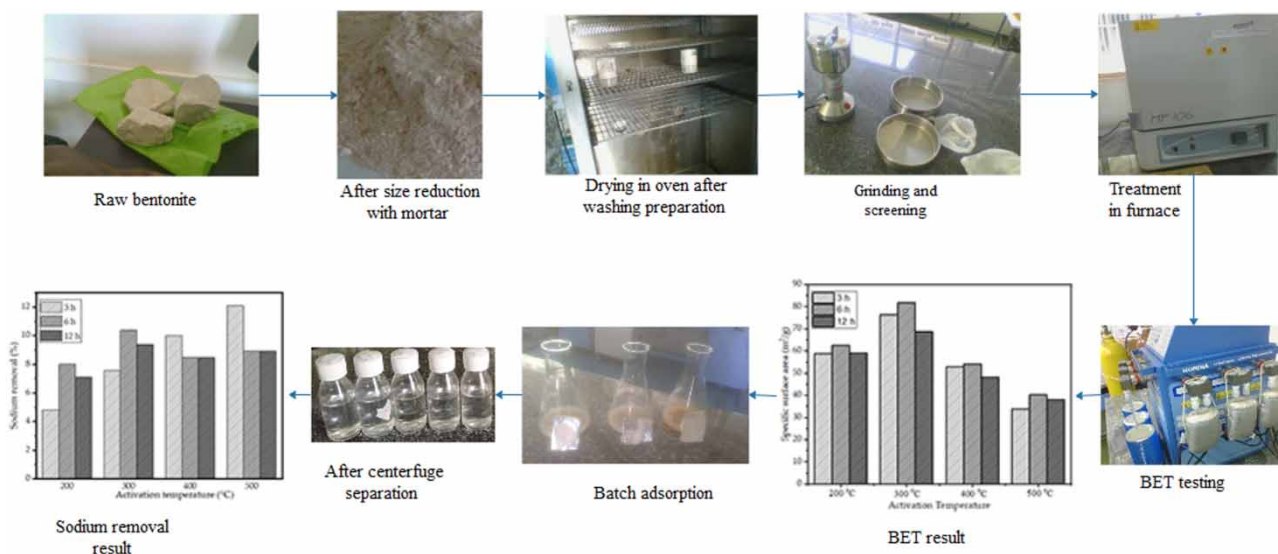 MF 106
Raw bentonite
After size reduction
with mortar
Drying in oven after
washing preparation
Grinding and
screening
Treatment
in furnace
Sodium removal (%)
12
10
8
6
4
2
0
3 h
6 h
12 h
200
300
400
500
Activation temperature (°C)
Sodium removal
result
After centerfuge
separation
Batch adsorption
Specific surface area (m²/g)
90
80
70
60
50
40
30
20
10
0
3 h
6 h
12 h
200 °C
300 °C
400 °C
500 °C
Activation Temperature
BET result
BET testing